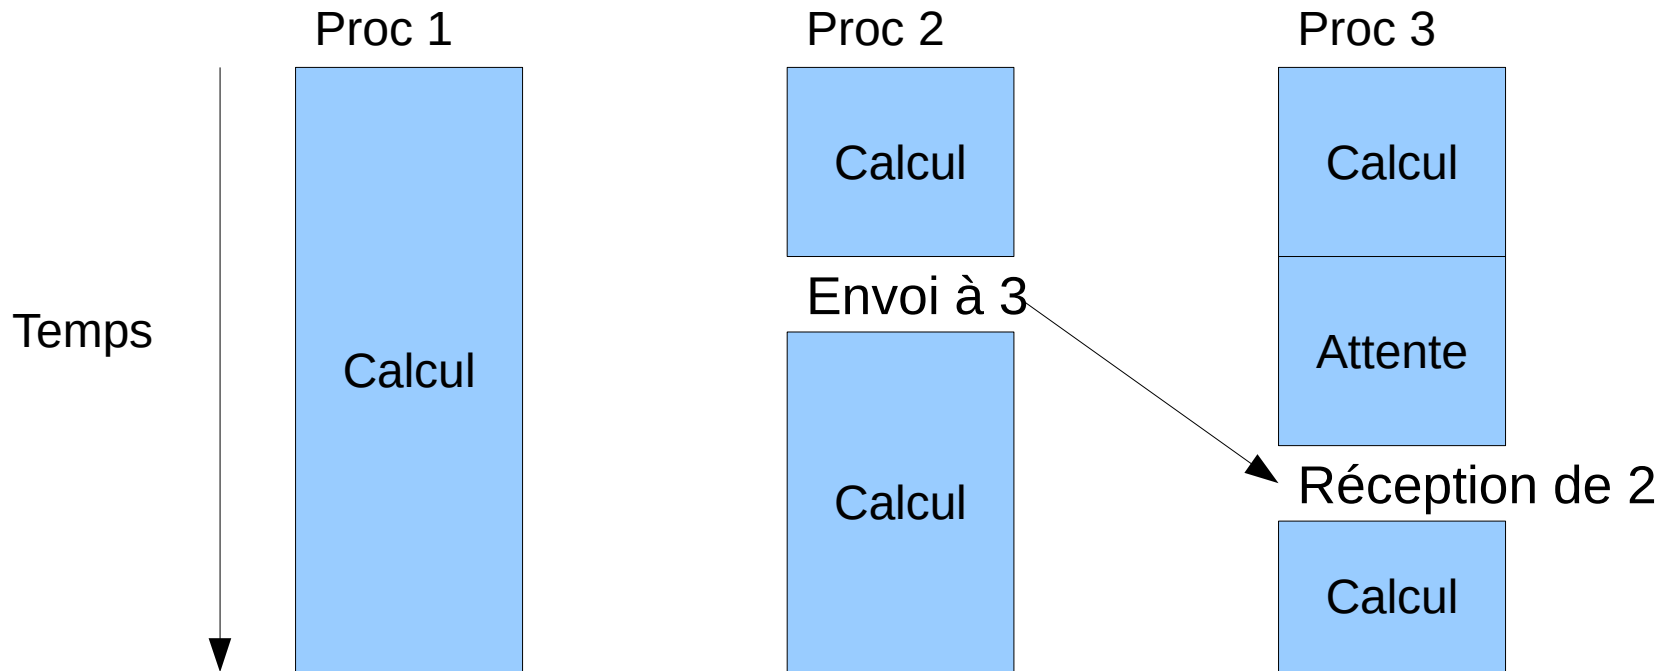 Proc 1
Proc 2
Proc 3
Calcul
Calcul
Envoi à 3
Temps
Attente
Calcul
Réception de 2
Calcul
Calcul